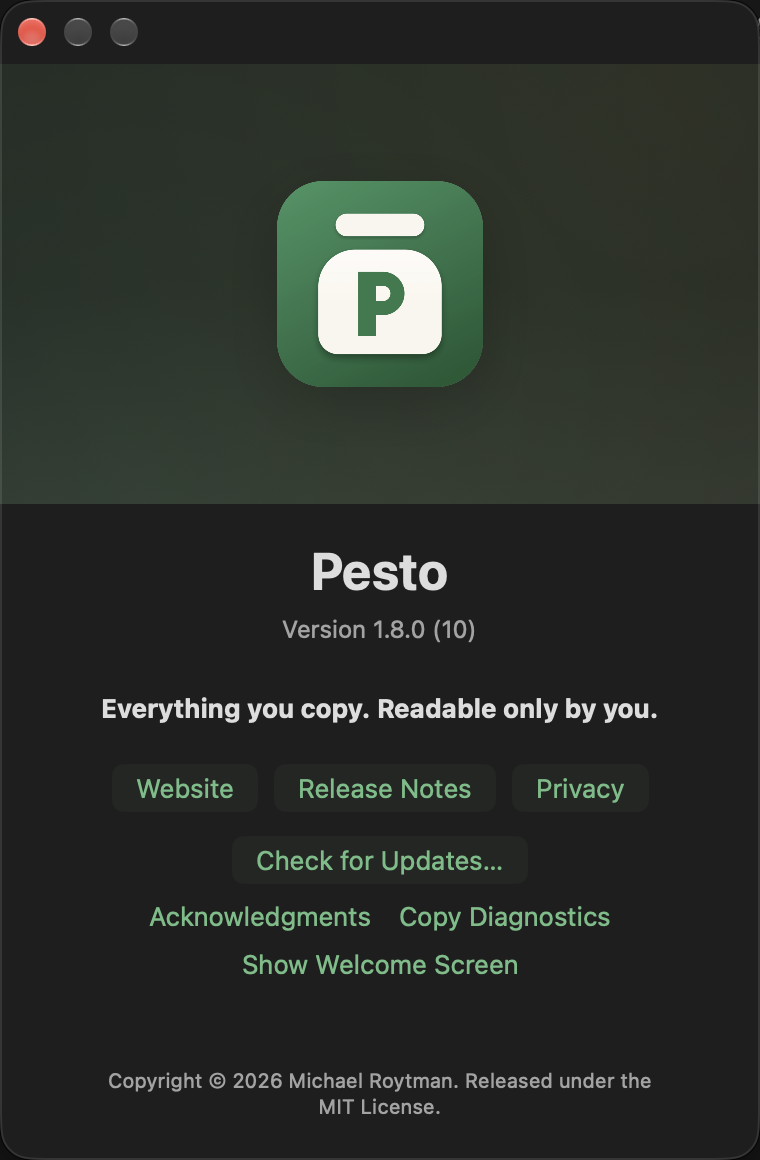 P
Pesto
Version 1.8.0 (10)
Everything you copy. Readable only by you.
Website Release Notes Privacy
Check for Updates...
Acknowledgments Copy Diagnostics
Show Welcome Screen
Copyright © 2026 Michael Roytman. Released under the
MIT License.